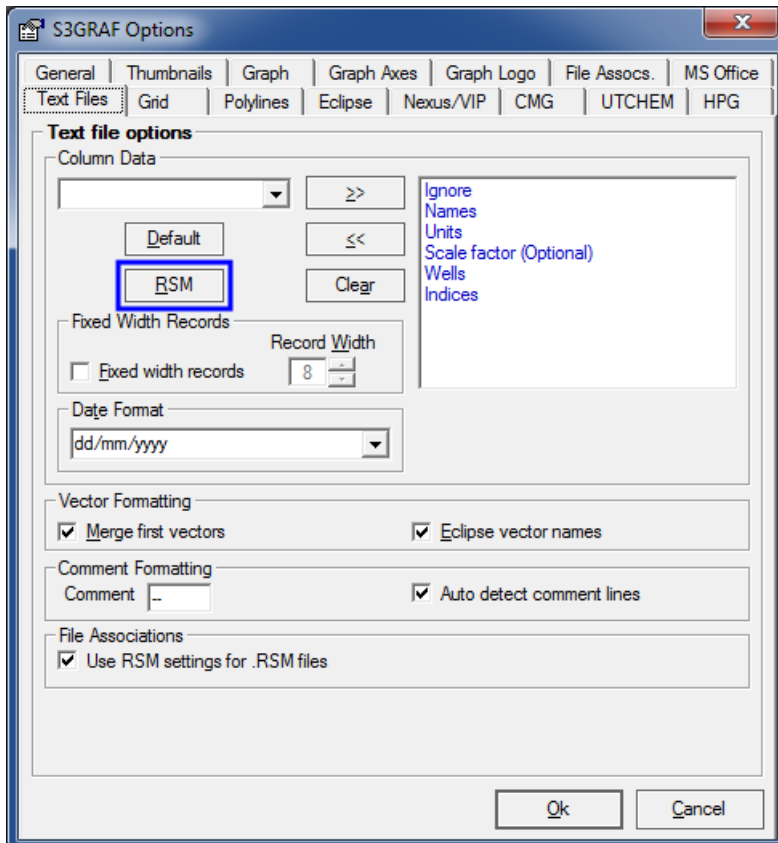 S3GRAF Options
x
General Thumbnails Graph Graph Axes Graph Logo File Assocs. MS Office
Text Files Grid Polylines Eclipse Nexus/VIP CMG UTCHEM HPG
Text file options
Column Data
>>
Default
<<
RSM
Clear
Ignore
Names
Units
Scale factor (Optional)
Wells
Indices
Fixed Width Records
Record Width
Fixed width records 8
Date Format
dd/mm/yyyy
Vector Formatting
Merge first vectors Eclipse vector names
Comment Formatting
Comment -- Auto detect comment lines
File Associations
Use RSM settings for .RSM files
Ok Cancel